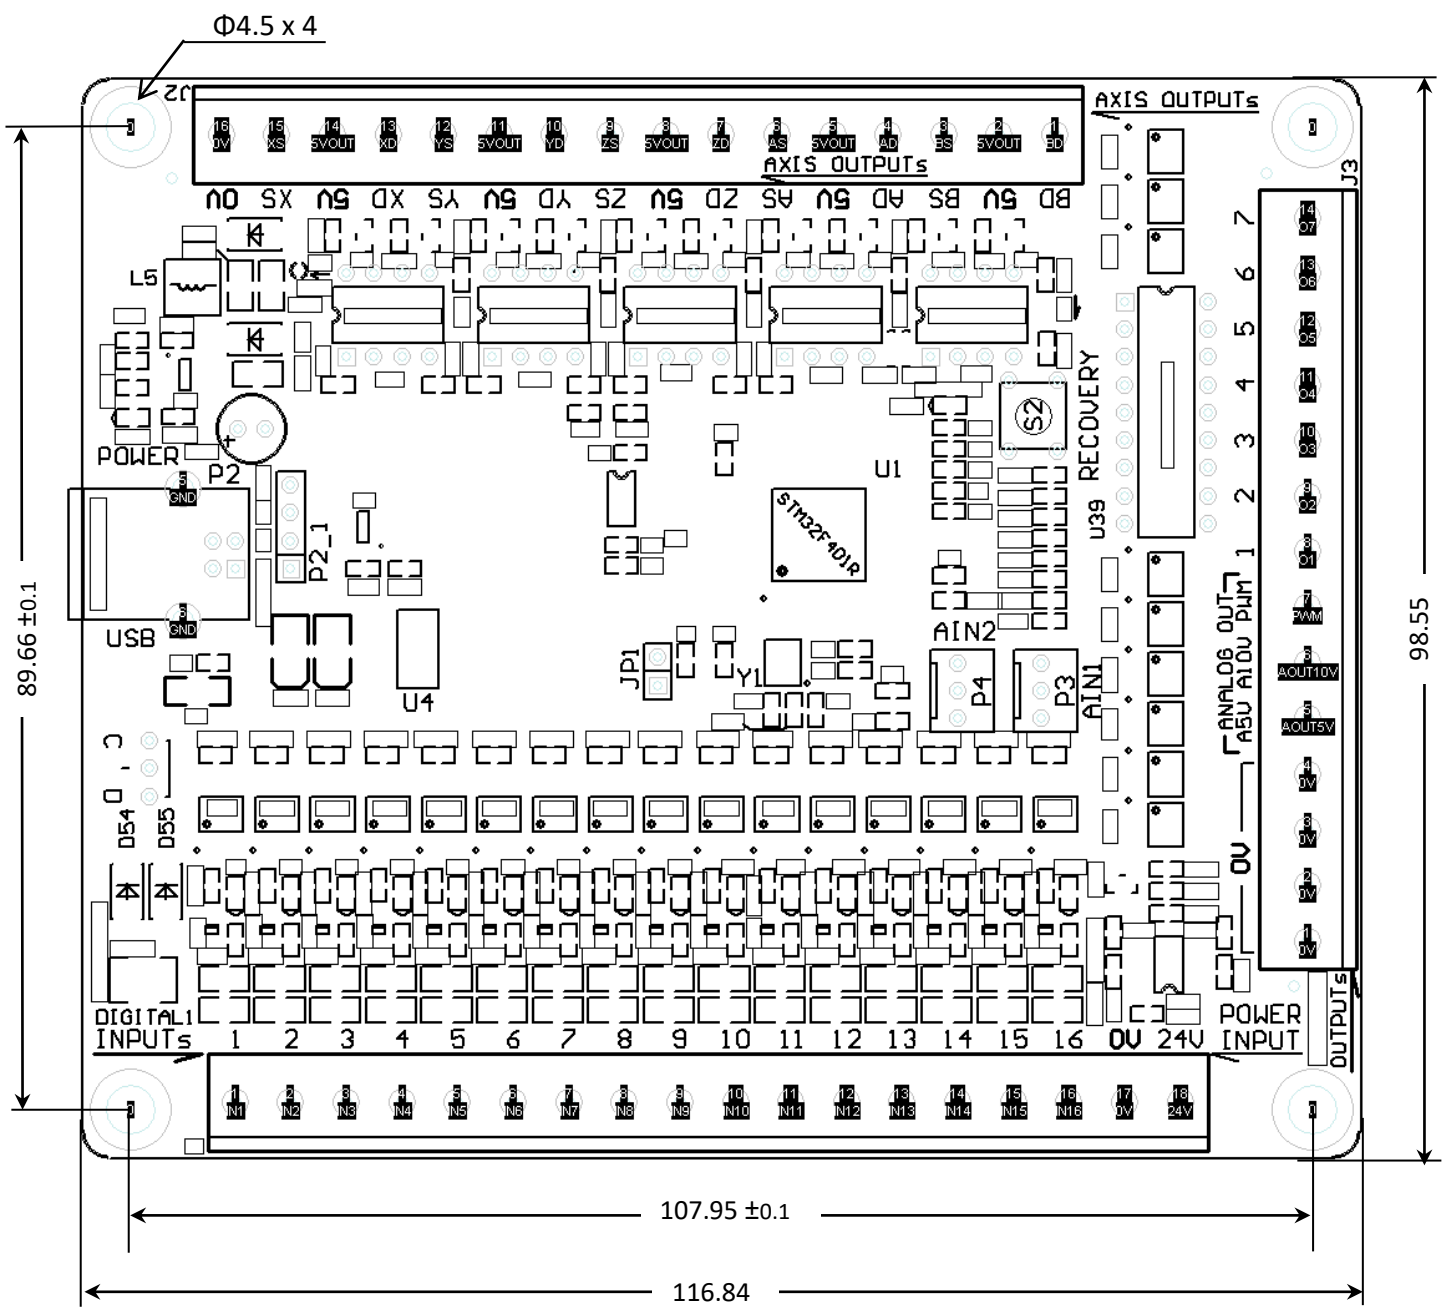 Φ4.5 x 4
J2
AXIS OUTPUTs
16 15 14 13 12 11 10 9 8 7 6 5 4 3 2 1
0V XS 5VOUT XD YS 5VOUT YD ZS 5VOUT ZD AS 5VOUT AD BS 5VOUT BD
AXIS OUTPUTs
0V XS 5V XD YS 5V YD ZS 5V ZD AS 5V AD BS 5V BD
J3
L5
POWER
P2
P2_1
USB
5
GND
6
GND
U4
JP1
Y1
U1
STM32F401R
S2
RECOVERY
U39
AIN2
P4
P3
AIN1
7
6
5
4
3
2
1
14
O7
13
O6
12
O5
11
O4
10
O3
9
O2
8
O1
7
PWM
6
AOUT10V
5
AOUT5V
4
0V
3
0V
2
0V
1
0V
ANALOG OUT
A5V A10V PWM
0V
C
-
D
D54
D55
DIGITAL1
INPUTs
1 2 3 4 5 6 7 8 9 10 11 12 13 14 15 16 0V 24V
POWER
INPUT
OUTPUTs
1 2 3 4 5 6 7 8 9 10 11 12 13 14 15 16 17 18
IN1 IN2 IN3 IN4 IN5 IN6 IN7 IN8 IN9 IN10 IN11 IN12 IN13 IN14 IN15 IN16 0V 24V
0
0
0
0
89.66 ±0.1
98.55
107.95 ±0.1
116.84